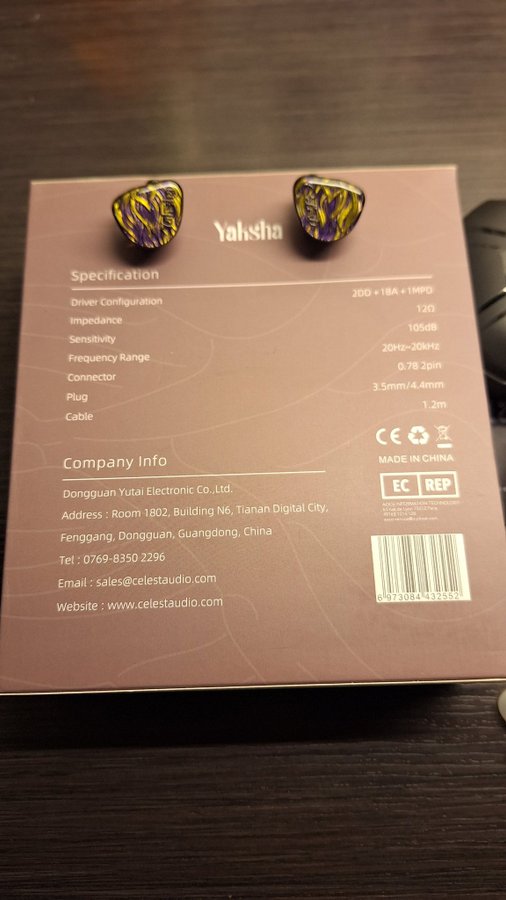 Yaksha
Specification
Driver Configuration 2DD+1BA+1MPD
Impedance 12Ω
Sensitivity 105dB
Frequency Range 20Hz~20kHz
Connector 0.78 2pin
Plug 3.5mm/4.4mm
Cable 1.2m
CE
MADE IN CHINA
EC REP
Company Info
Dongguan Yutai Electronic Co.,Ltd.
Address : Room 1802, Building N6, Tianan Digital City,
Fenggang, Dongguan, Guangdong, China
Tel : 0769-8350 2296
Email : sales@celestaudio.com
Website : www.celestaudio.com
6 973084 432552